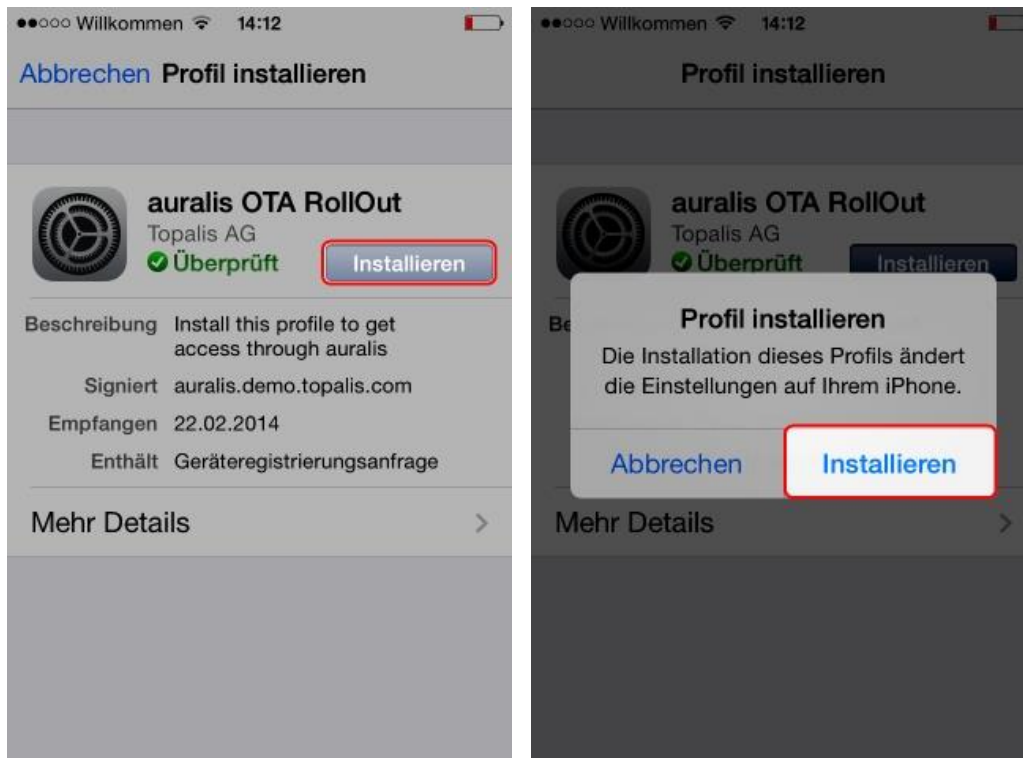 Willkommen 14:12
Abbrechen Profil installieren
auralis OTA RollOut
Topalis AG
Überprüft Installieren
Beschreibung Install this profile to get
access through auralis
Signiert auralis.demo.topalis.com
Empfangen 22.02.2014
Enthält Geräteregistrierungsanfrage
Mehr Details
Willkommen 14:12
Profil installieren
auralis OTA RollOut
Topalis AG
Überprüft Installieren
Be
Profil installieren
Die Installation dieses Profils ändert
die Einstellungen auf Ihrem iPhone.
Abbrechen Installieren
Mehr Details